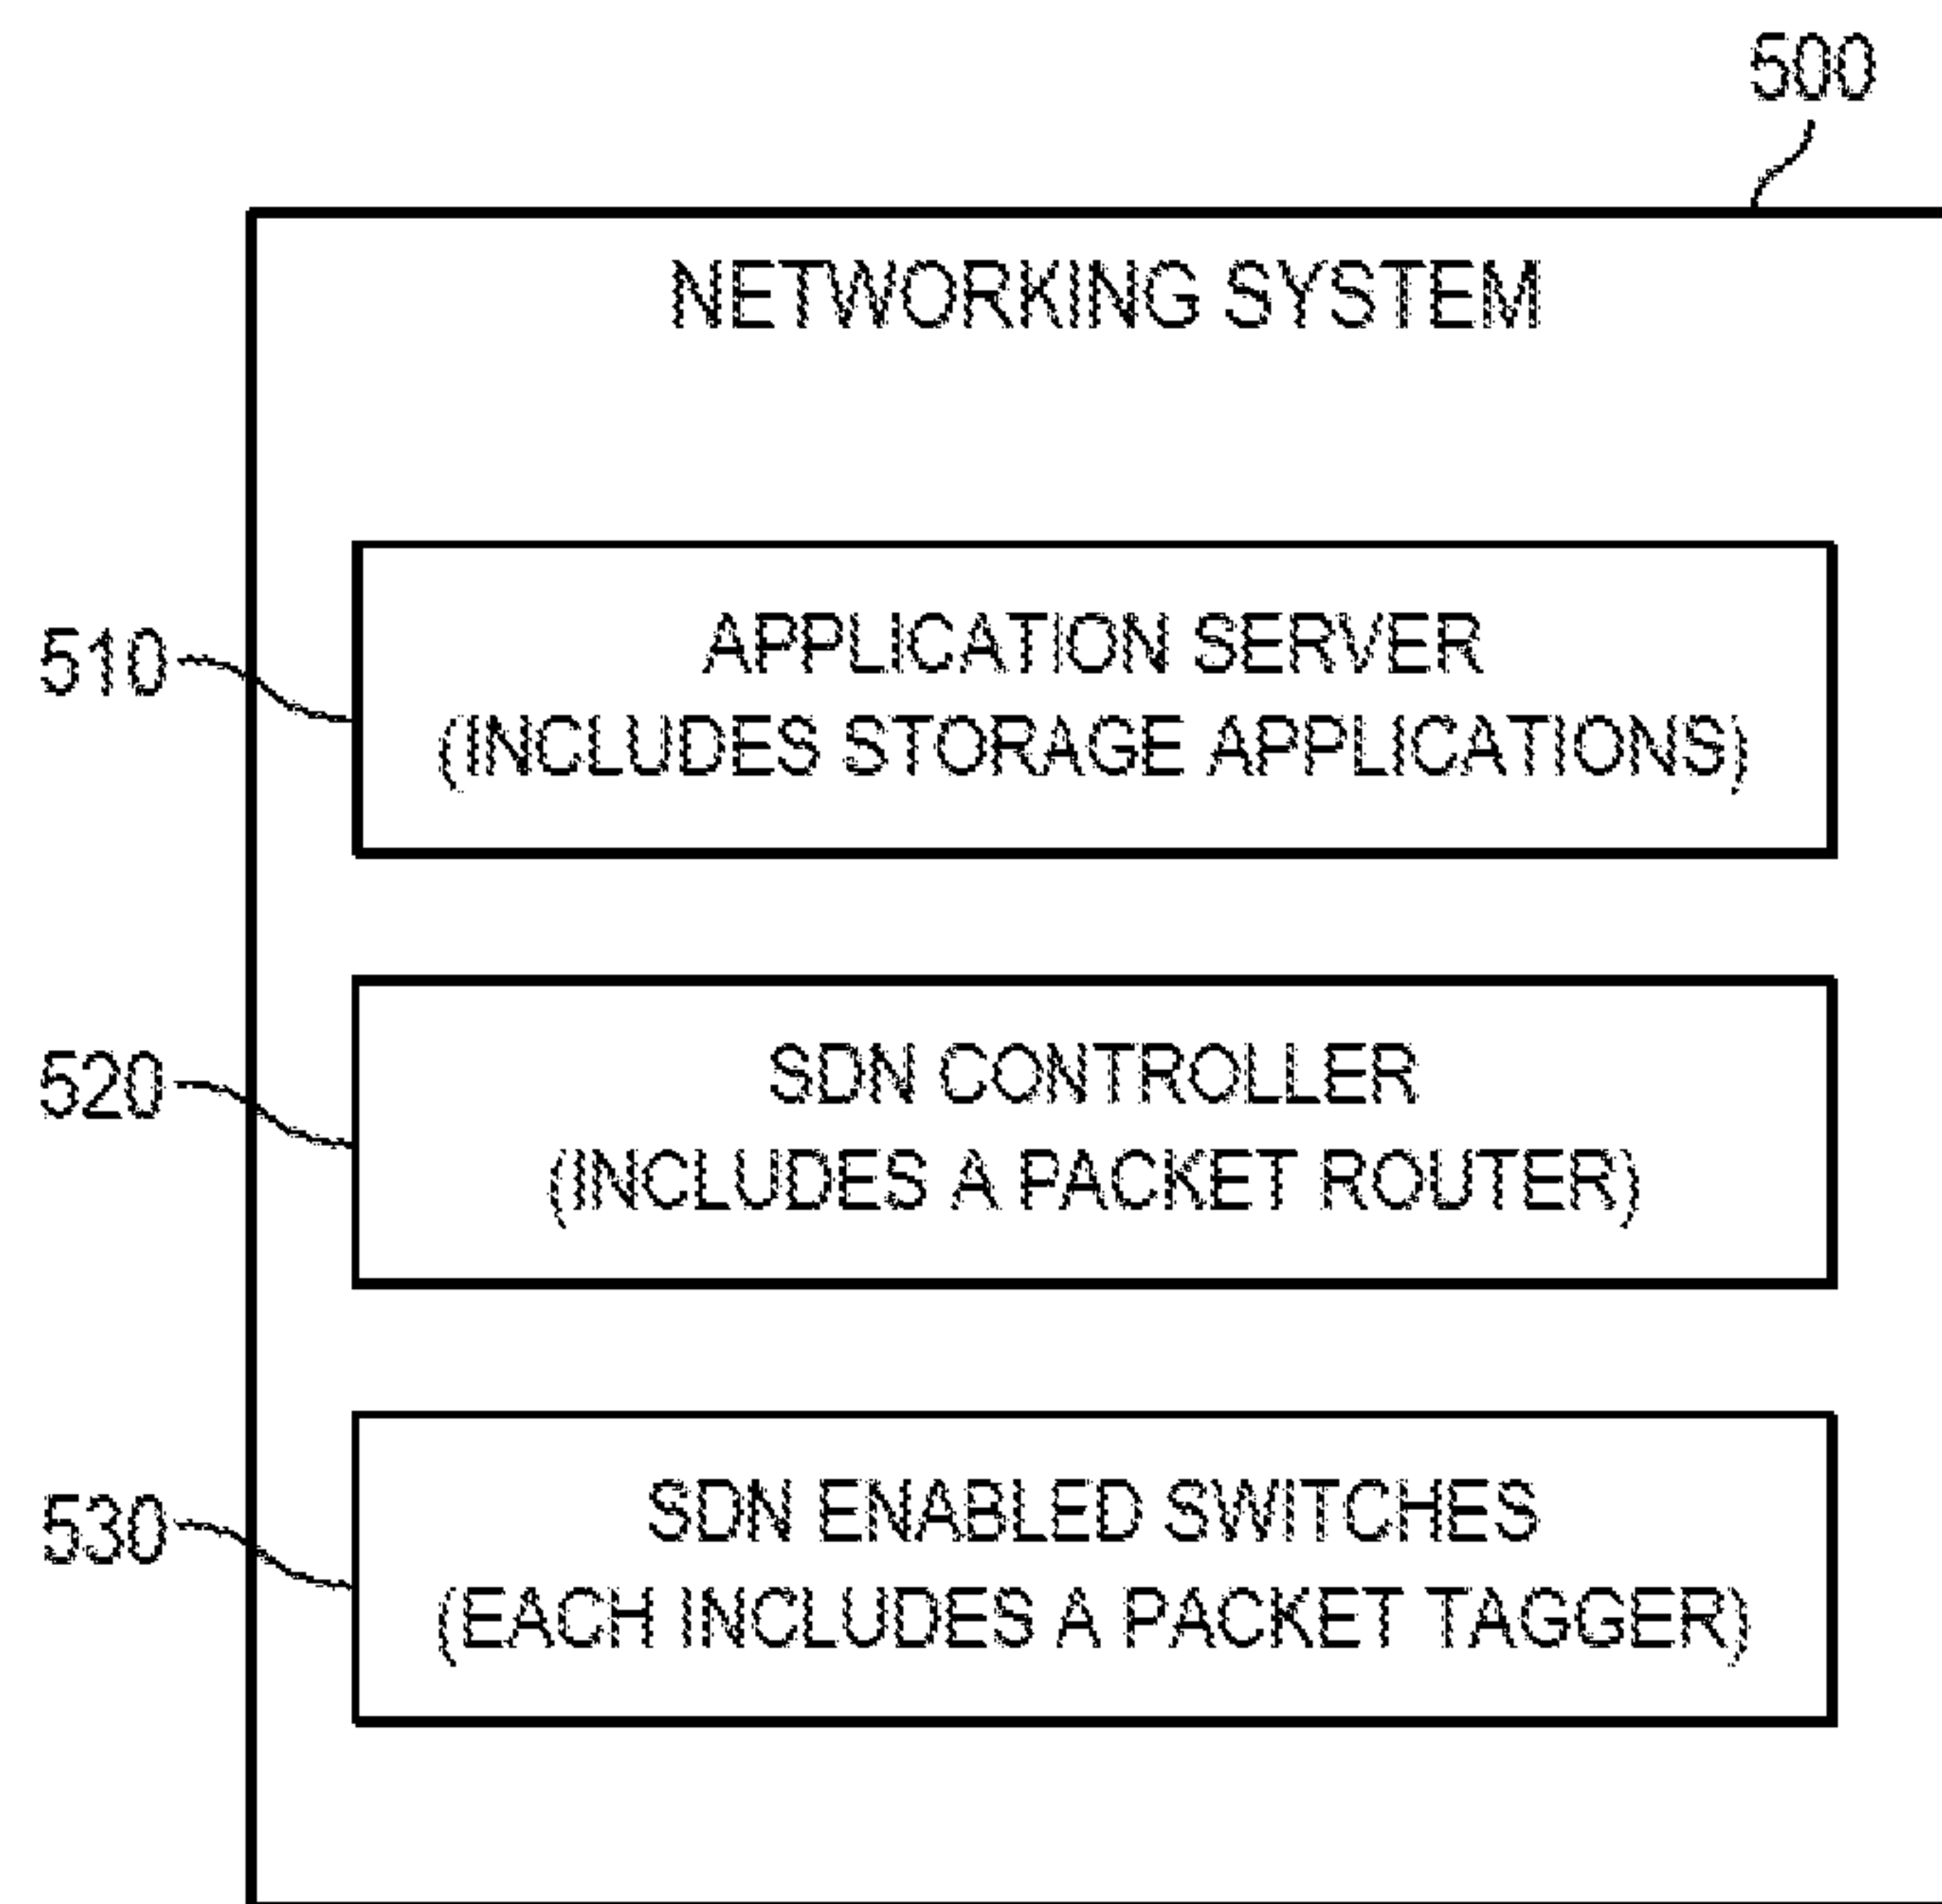 500
NETWORKING SYSTEM
510
APPLICATION SERVER
(INCLUDES STORAGE APPLICATIONS)
520
SDN CONTROLLER
(INCLUDES A PACKET ROUTER)
530
SDN ENABLED SWITCHES
(EACH INCLUDES A PACKET TAGGER)